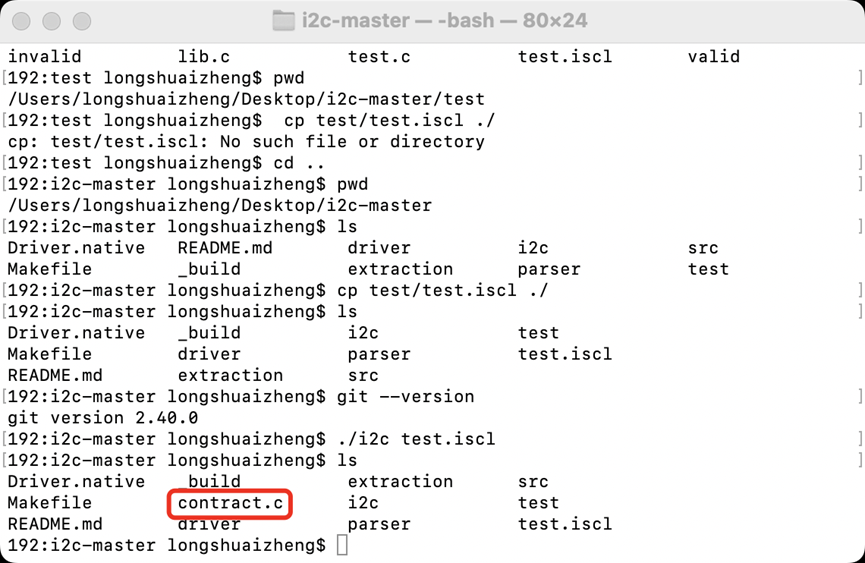 i2c-master — -bash — 80×24
invalid lib.c test.c test.iscl valid
[192:test longshuaizheng$ pwd ]
/Users/longshuaizheng/Desktop/i2c-master/test
[192:test longshuaizheng$  cp test/test.iscl ./ ]
cp: test/test.iscl: No such file or directory
[192:test longshuaizheng$ cd .. ]
[192:i2c-master longshuaizheng$ pwd ]
/Users/longshuaizheng/Desktop/i2c-master
[192:i2c-master longshuaizheng$ ls ]
Driver.native README.md driver i2c src
Makefile _build extraction parser test
[192:i2c-master longshuaizheng$ cp test/test.iscl ./ ]
[192:i2c-master longshuaizheng$ ls ]
Driver.native _build i2c test
Makefile driver parser test.iscl
README.md extraction src
[192:i2c-master longshuaizheng$ git --version ]
git version 2.40.0
[192:i2c-master longshuaizheng$ ./i2c test.iscl ]
[192:i2c-master longshuaizheng$ ls ]
Driver.native _build extraction src
Makefile contract.c i2c test
README.md driver parser test.iscl
192:i2c-master longshuaizheng$